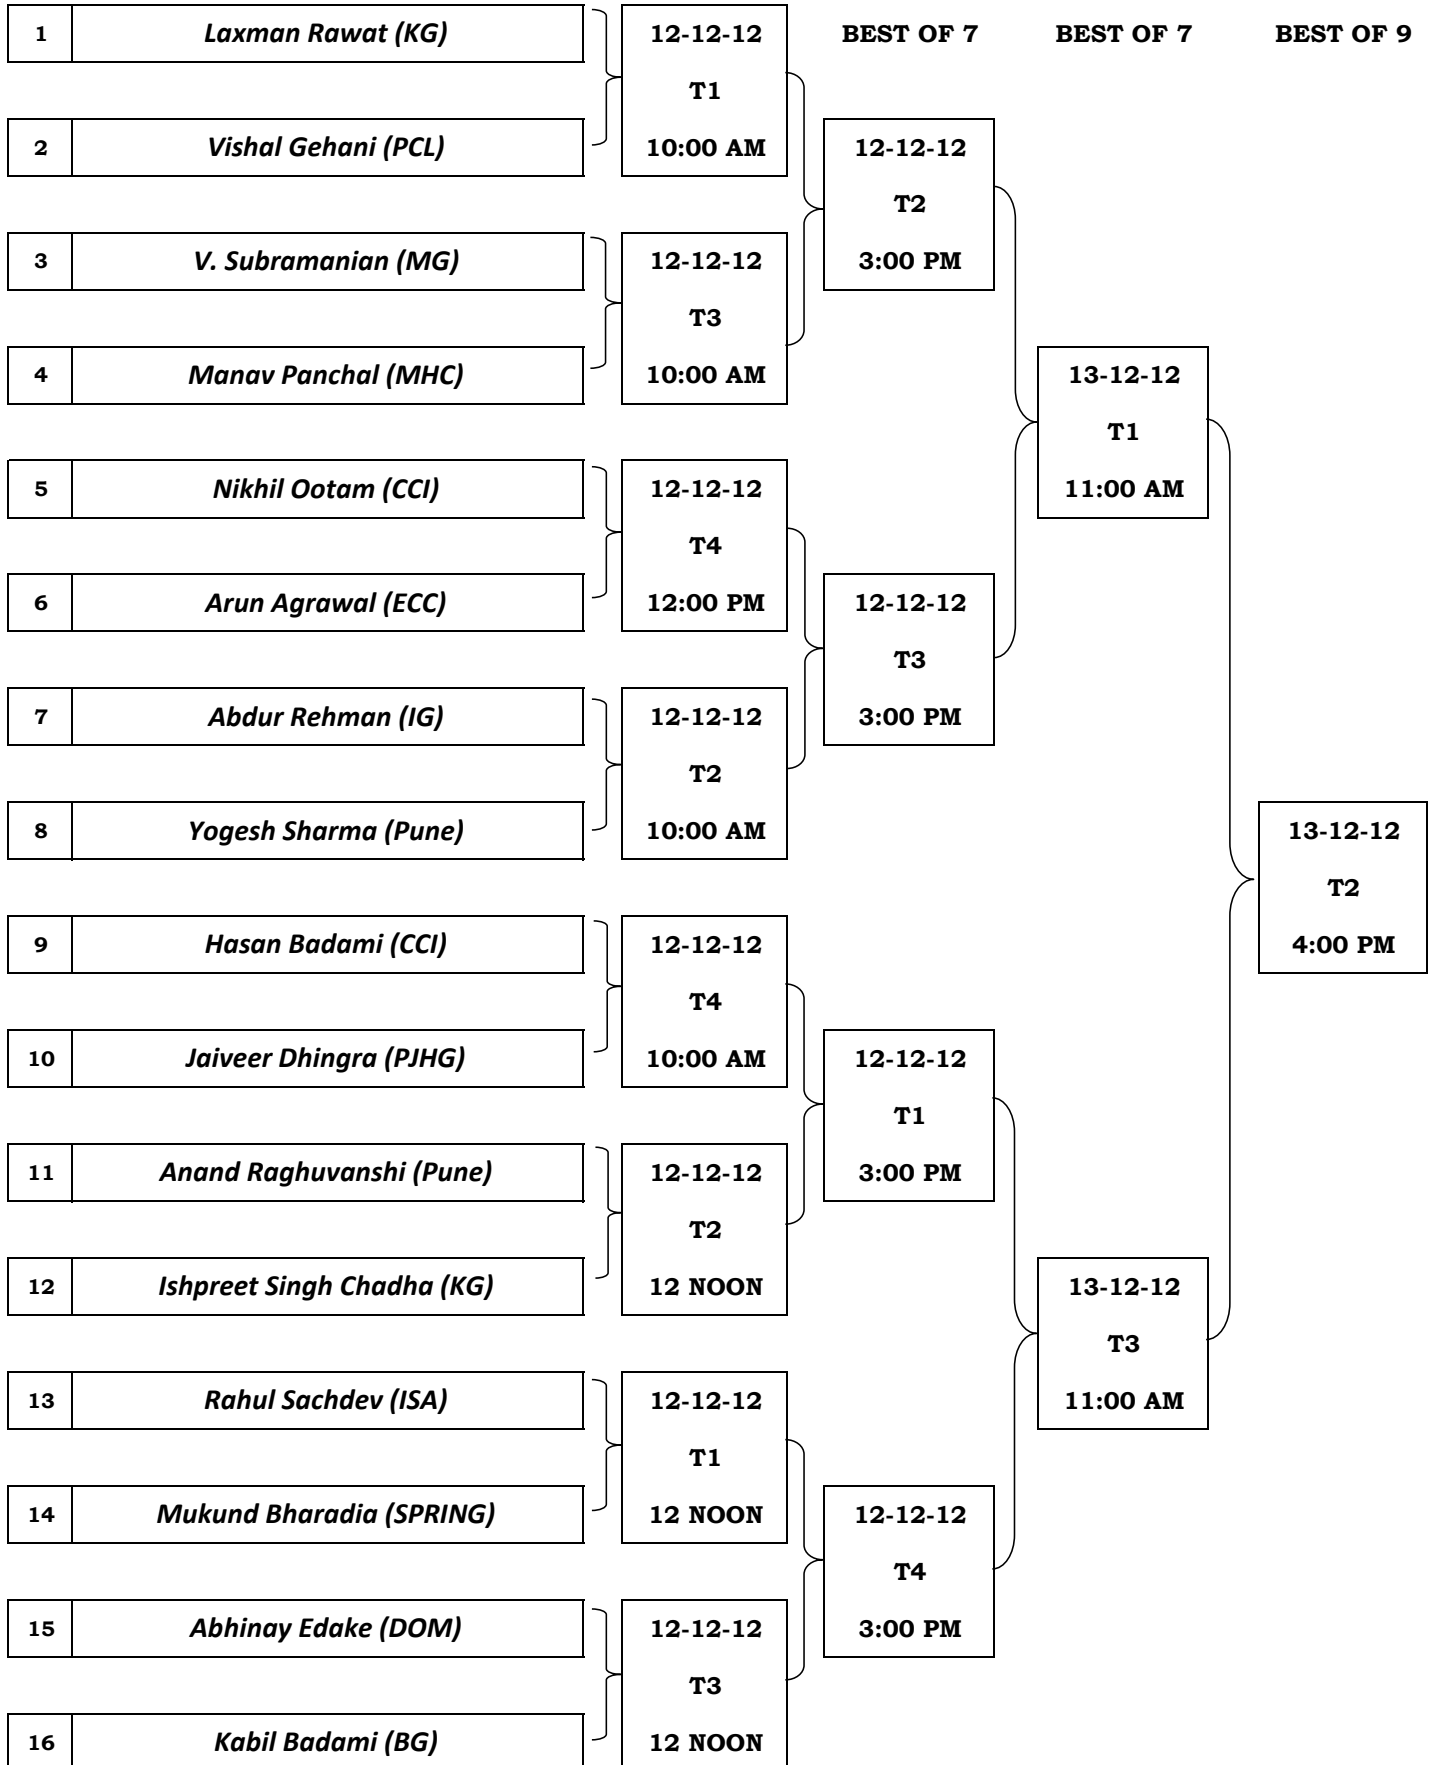 1 Laxman Rawat (KG) 12-12-12 BEST OF 7 BEST OF 7 BEST OF 9
T1
2 Vishal Gehani (PCL) 10:00 AM 12-12-12
T2
3 V. Subramanian (MG) 12-12-12 3:00 PM
T3
4 Manav Panchal (MHC) 10:00 AM 13-12-12
T1
5 Nikhil Ootam (CCI) 12-12-12 11:00 AM
T4
6 Arun Agrawal (ECC) 12:00 PM 12-12-12
T3
7 Abdur Rehman (IG) 12-12-12 3:00 PM
T2
8 Yogesh Sharma (Pune) 10:00 AM 13-12-12
T2
9 Hasan Badami (CCI) 12-12-12 4:00 PM
T4
10 Jaiveer Dhingra (PJHG) 10:00 AM 12-12-12
T1
11 Anand Raghuvanshi (Pune) 12-12-12 3:00 PM
T2
12 Ishpreet Singh Chadha (KG) 12 NOON 13-12-12
T3
13 Rahul Sachdev (ISA) 12-12-12 11:00 AM
T1
14 Mukund Bharadia (SPRING) 12 NOON 12-12-12
T4
15 Abhinay Edake (DOM) 12-12-12 3:00 PM
T3
16 Kabil Badami (BG) 12 NOON